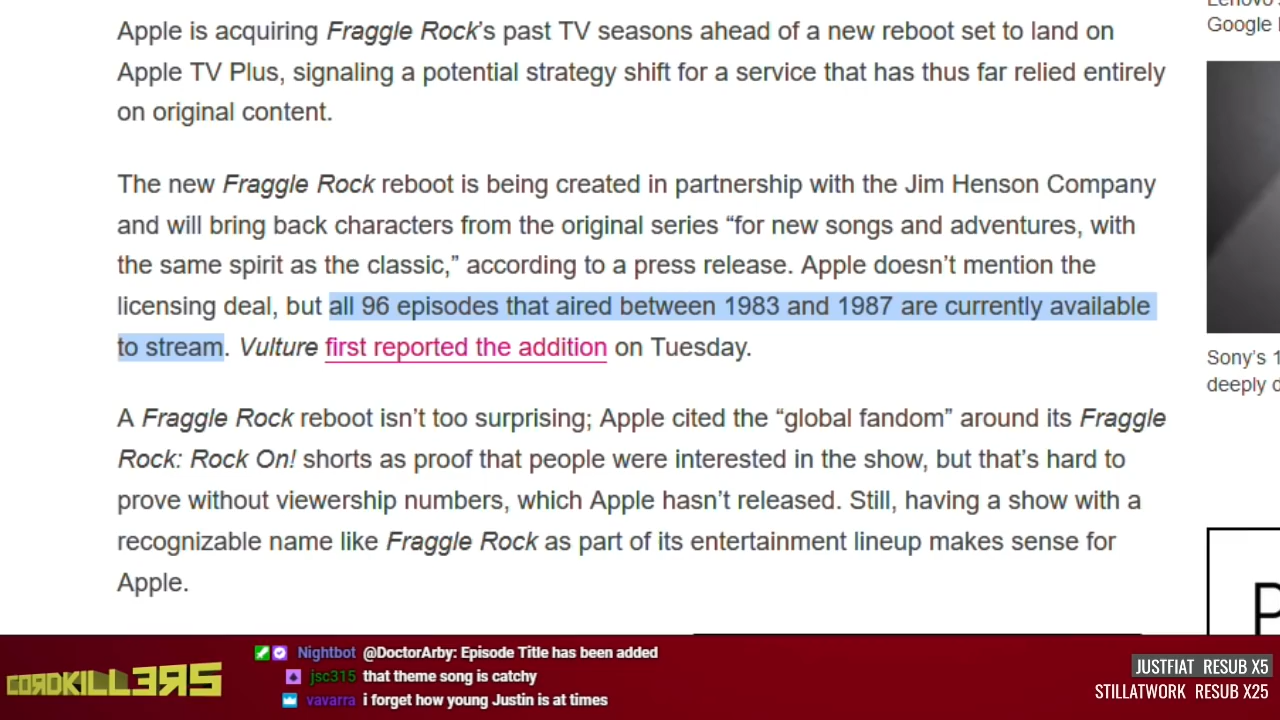 Apple is acquiring Fraggle Rock's past TV seasons ahead of a new reboot set to land on
Apple TV Plus, signaling a potential strategy shift for a service that has thus far relied entirely
on original content.
The new Fraggle Rock reboot is being created in partnership with the Jim Henson Company
and will bring back characters from the original series “for new songs and adventures, with
the same spirit as the classic,” according to a press release. Apple doesn’t mention the
licensing deal, but all 96 episodes that aired between 1983 and 1987 are currently available
to stream. Vulture first reported the addition on Tuesday.
A Fraggle Rock reboot isn’t too surprising; Apple cited the “global fandom” around its Fraggle
Rock: Rock On! shorts as proof that people were interested in the show, but that’s hard to
prove without viewership numbers, which Apple hasn’t released. Still, having a show with a
recognizable name like Fraggle Rock as part of its entertainment lineup makes sense for
Apple.
Google
Sony’s 1
deeply d
P
CORDKILL3RS
Nightbot @DoctorArby: Episode Title has been added
jsc315 that theme song is catchy
vavarra i forget how young Justin is at times
JUSTFIAT RESUB X5
STILLATWORK RESUB X25